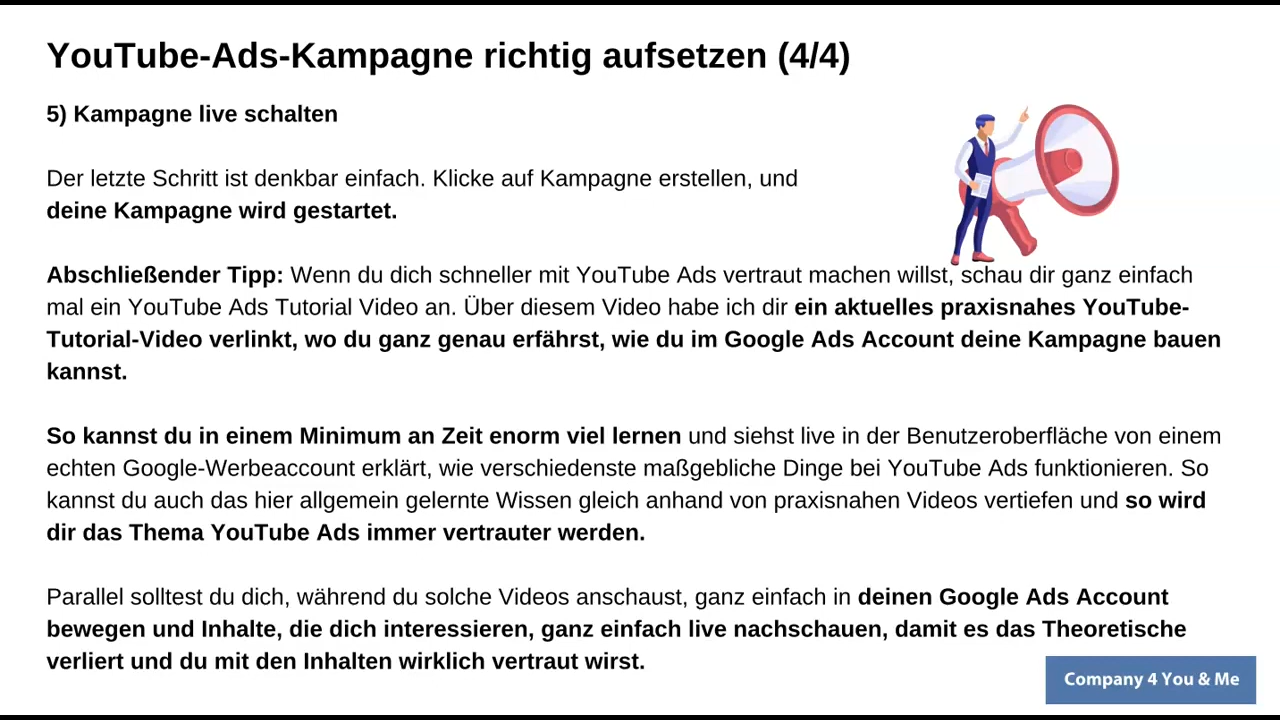 YouTube-Ads-Kampagne richtig aufsetzen (4/4)
5) Kampagne live schalten
Der letzte Schritt ist denkbar einfach. Klicke auf Kampagne erstellen, und
deine Kampagne wird gestartet.
Abschließender Tipp: Wenn du dich schneller mit YouTube Ads vertraut machen willst, schau dir ganz einfach
mal ein YouTube Ads Tutorial Video an. Über diesem Video habe ich dir ein aktuelles praxisnahes YouTube-
Tutorial-Video verlinkt, wo du ganz genau erfährst, wie du im Google Ads Account deine Kampagne bauen
kannst.
So kannst du in einem Minimum an Zeit enorm viel lernen und siehst live in der Benutzeroberfläche von einem
echten Google-Werbeaccount erklärt, wie verschiedenste maßgebliche Dinge bei YouTube Ads funktionieren. So
kannst du auch das hier allgemein gelernte Wissen gleich anhand von praxisnahen Videos vertiefen und so wird
dir das Thema YouTube Ads immer vertrauter werden.
Parallel solltest du dich, während du solche Videos anschaust, ganz einfach in deinen Google Ads Account
bewegen und Inhalte, die dich interessieren, ganz einfach live nachschauen, damit es das Theoretische
verliert und du mit den Inhalten wirklich vertraut wirst.
Company 4 You & Me